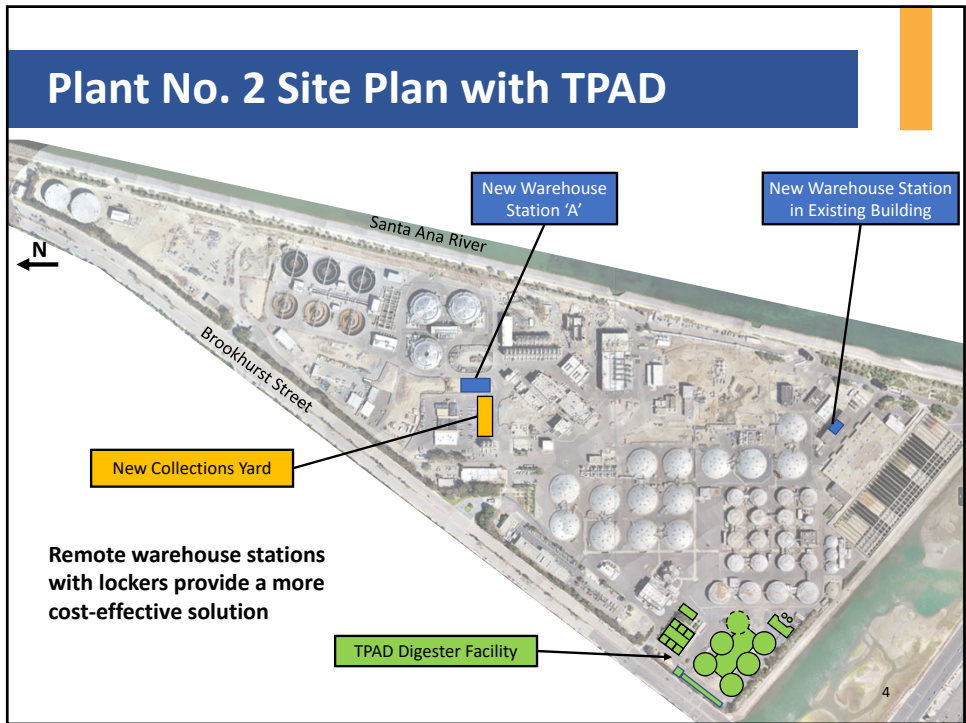 Plant No. 2 Site Plan with TPAD
New Warehouse
Station ‘A’
New Warehouse Station
in Existing Building
Santa Ana River
N
Brookhurst Street
New Collections Yard
Remote warehouse stations
with lockers provide a more
cost-effective solution
TPAD Digester Facility
4